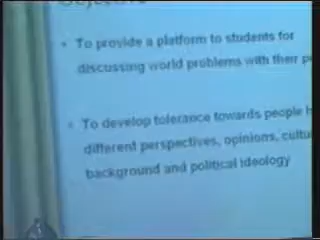 Objective
• To provide a platform to students for
discussing world problems with their
• To develop tolerance towards people
different perspectives, opinions,
background and political ideology